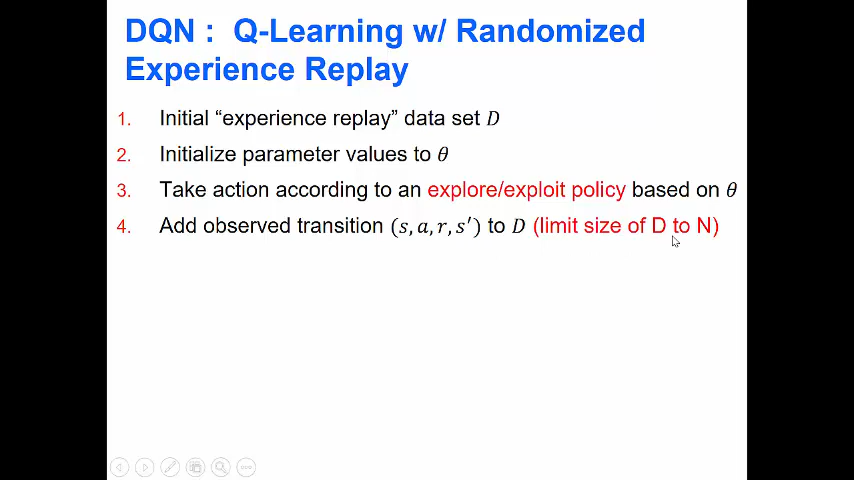 DQN : Q-Learning w/ Randomized
Experience Replay
1. Initial “experience replay” data set D
2. Initialize parameter values to θ
3. Take action according to an explore/exploit policy based on θ
4. Add observed transition (s, a, r, s′) to D (limit size of D to N)